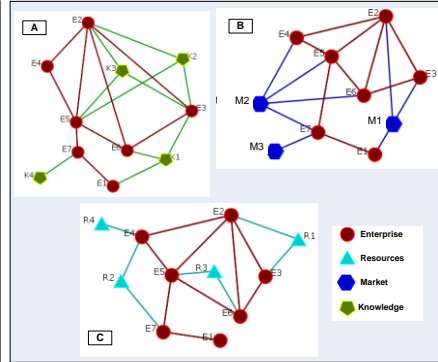 A
E2
K2
K3
E4
E3
E5
E6
K1
E7
K4
E1
B
E2
E4
E5
E3
E6
M2
M1
E7
M3
E1
R4
E2
E4
R1
E5
R3
E3
R2
E6
E7
E1
C
Enterprise
Resources
Market
Knowledge